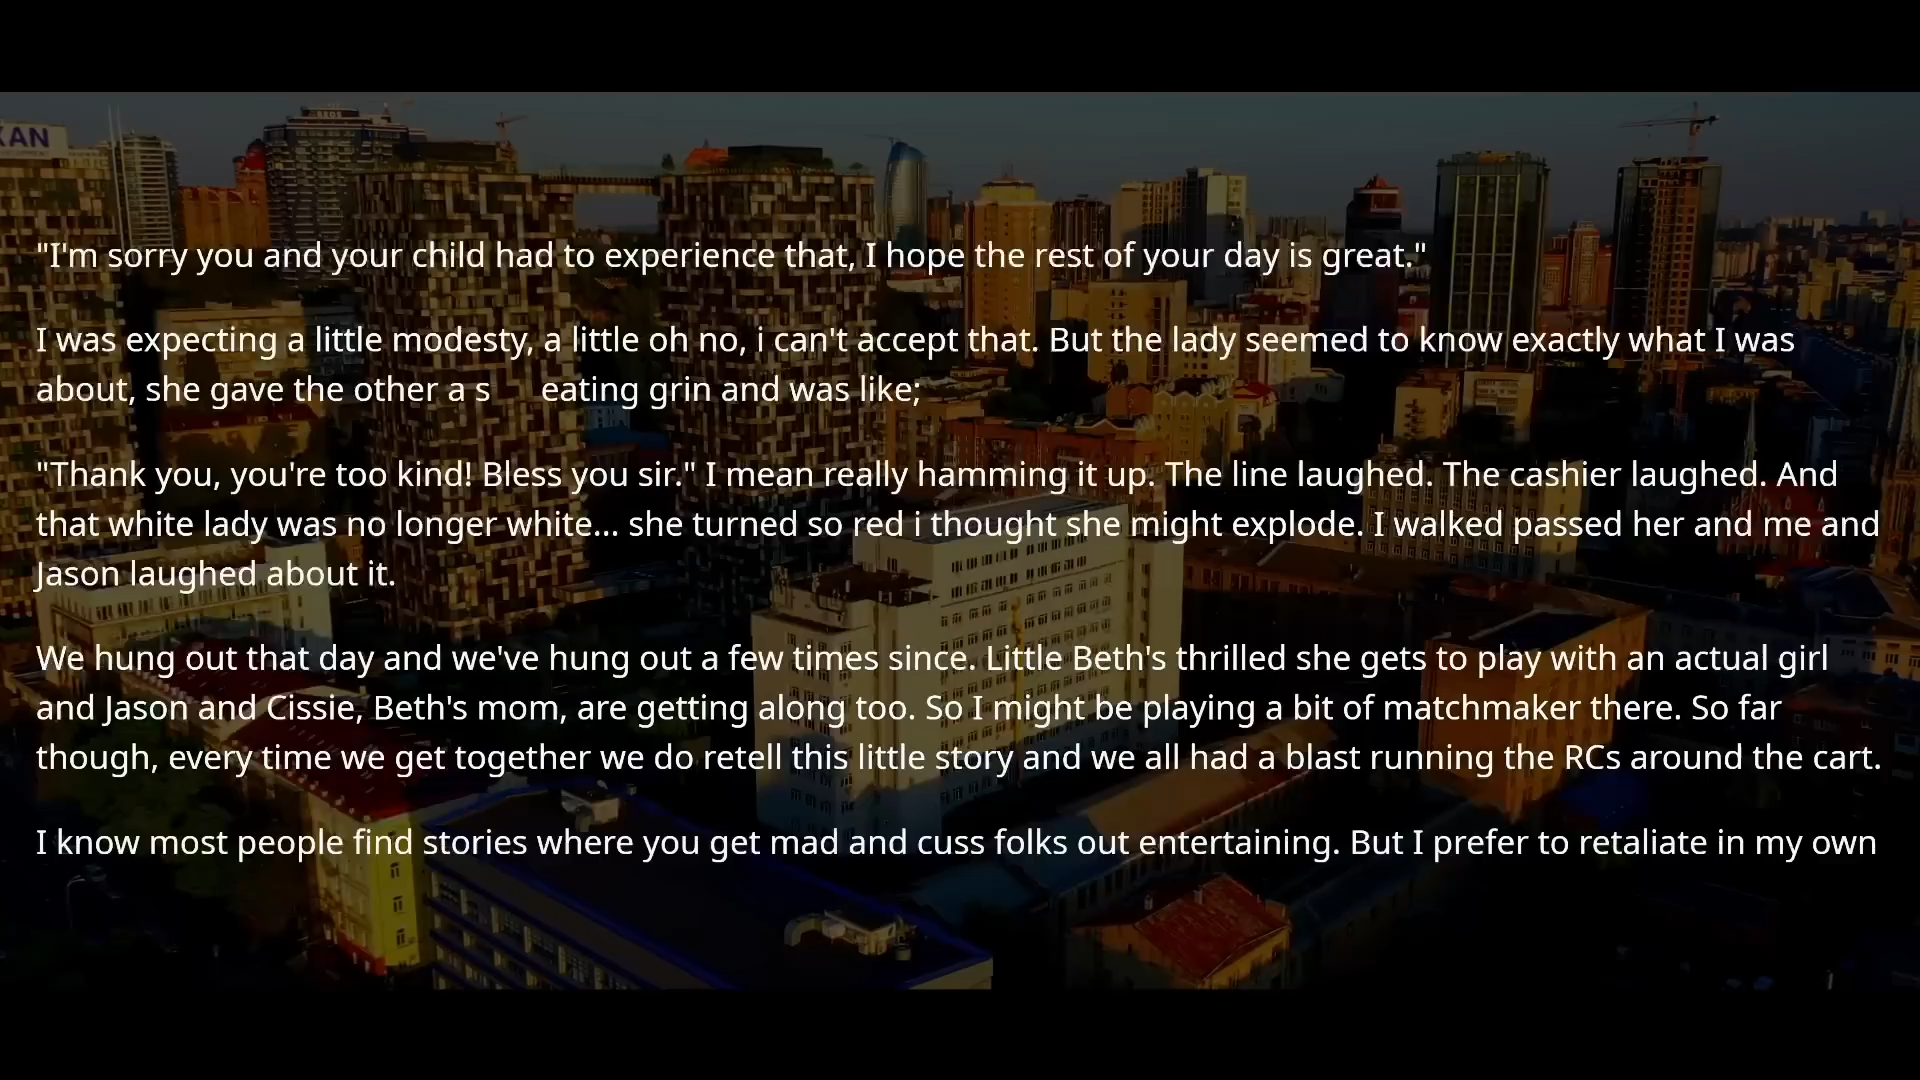 KAN
"I'm sorry you and your child had to experience that, I hope the rest of your day is great."
I was expecting a little modesty, a little oh no, i can't accept that. But the lady seemed to know exactly what I was
about, she gave the other a s eating grin and was like;
"Thank you, you're too kind! Bless you sir." I mean really hamming it up. The line laughed. The cashier laughed. And
that white lady was no longer white... she turned so red i thought she might explode. I walked passed her and me and
Jason laughed about it.
We hung out that day and we've hung out a few times since. Little Beth's thrilled she gets to play with an actual girl
and Jason and Cissie, Beth's mom, are getting along too. So I might be playing a bit of matchmaker there. So far
though, every time we get together we do retell this little story and we all had a blast running the RCs around the cart.
I know most people find stories where you get mad and cuss folks out entertaining. But I prefer to retaliate in my own